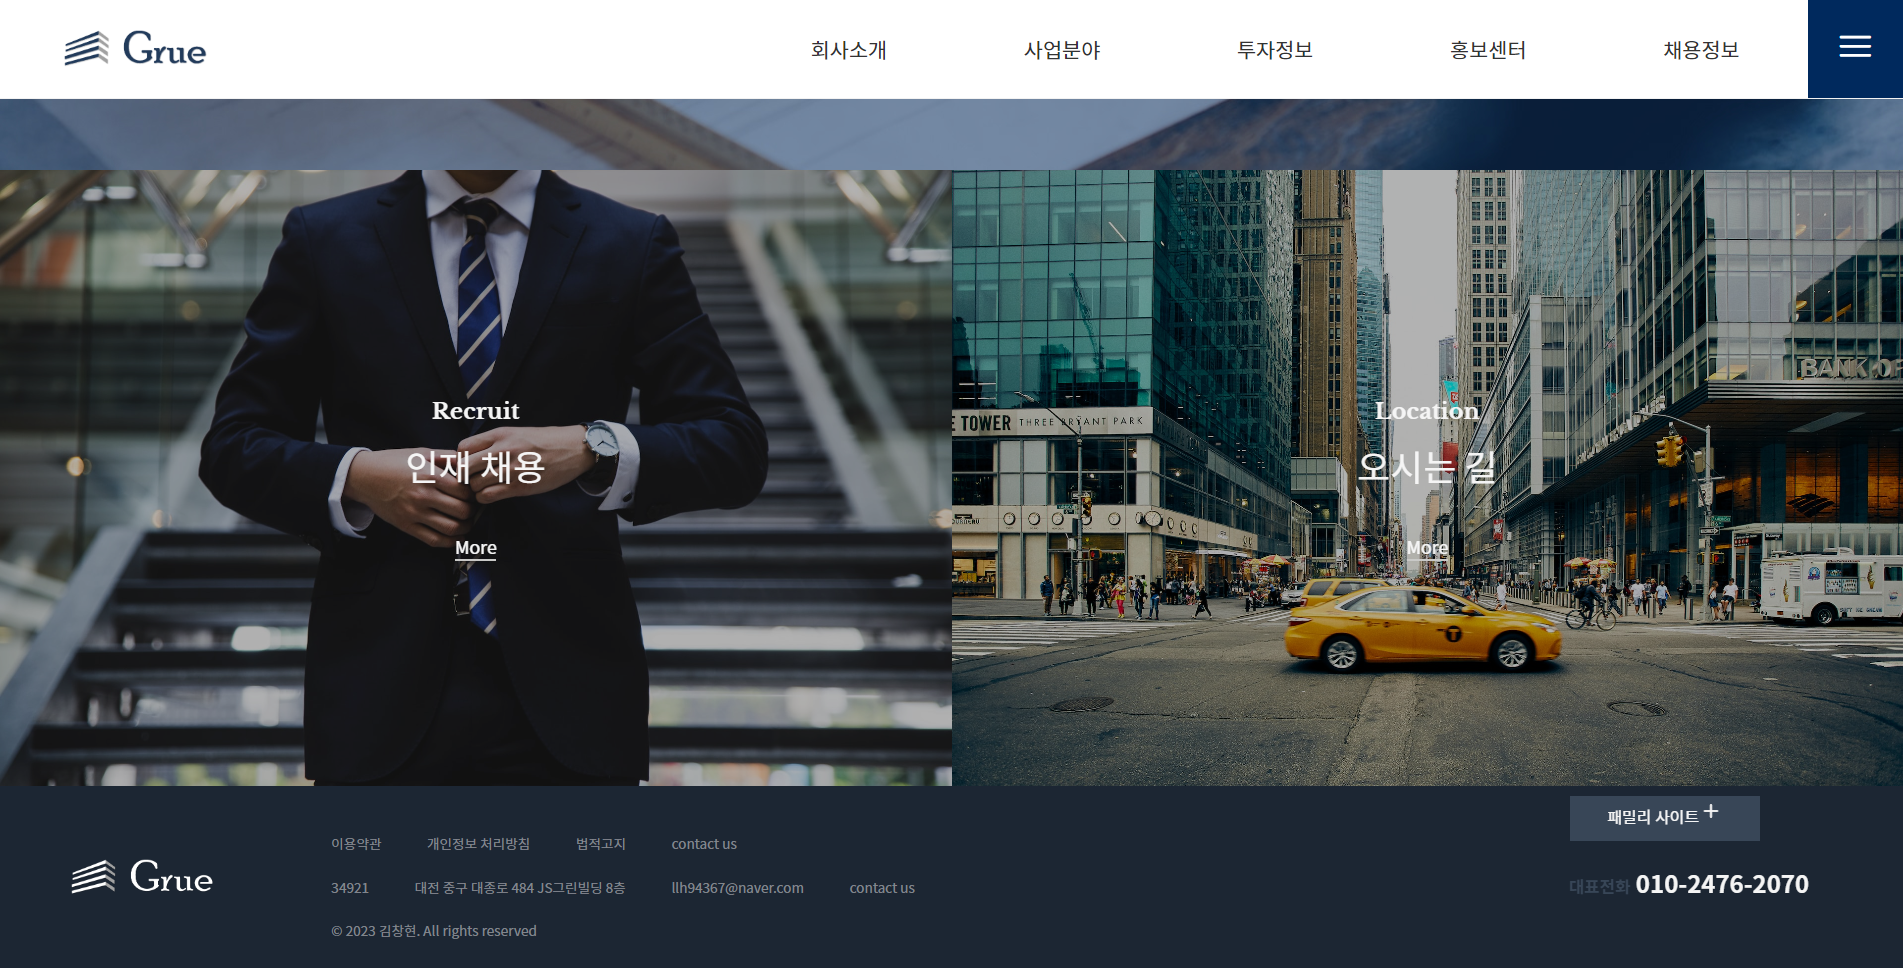 Grue
회사소개 사업분야 투자정보 홍보센터 채용정보
Recruit
인재 채용
More
Location
오시는 길
More
TOWER THREE BRYANT PARK
BANK OF
패밀리 사이트 +
이용약관 개인정보 처리방침 법적고지 contact us
Grue
34921 대전 중구 대종로 484 JS그린빌딩 8층 llh94367@naver.com contact us
대표전화 010-2476-2070
© 2023 김창현. All rights reserved